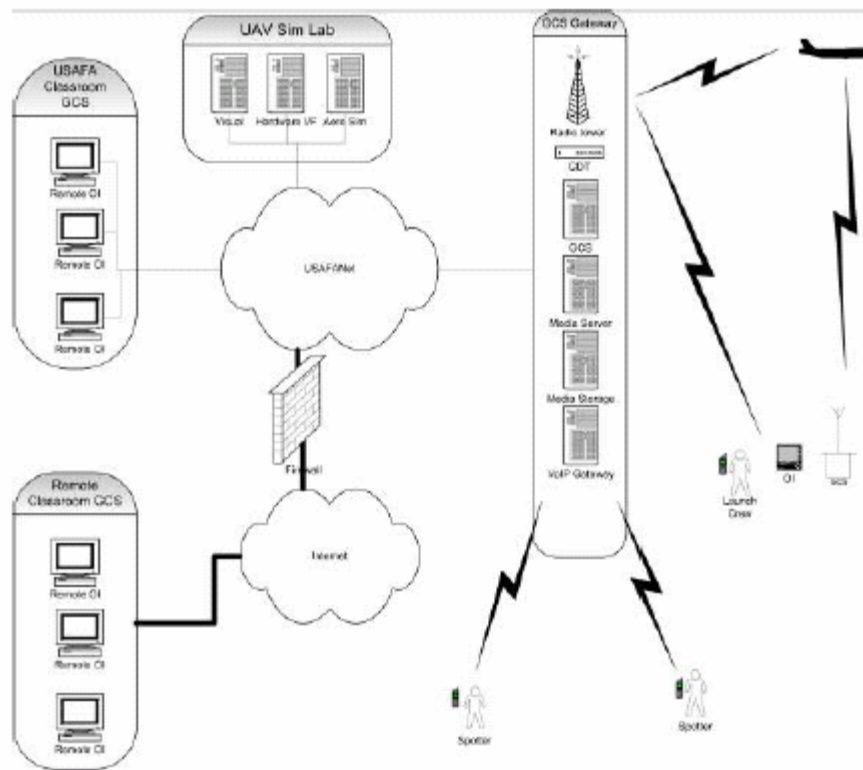 UAV Sim Lab
Visual
Hardware I/F
Aero Sim
USAFA
Classroom
GCS
Remote OI
Remote OI
Remote OI
USAFANet
GCS Gateway
Radio tower
GCS
Media Server
Media Storage
VoIP Gateway
Firewall
Internet
Remote
Classroom GCS
Remote OI
Remote OI
Remote OI
Launch
Crew
OI
Spotter
Spotter